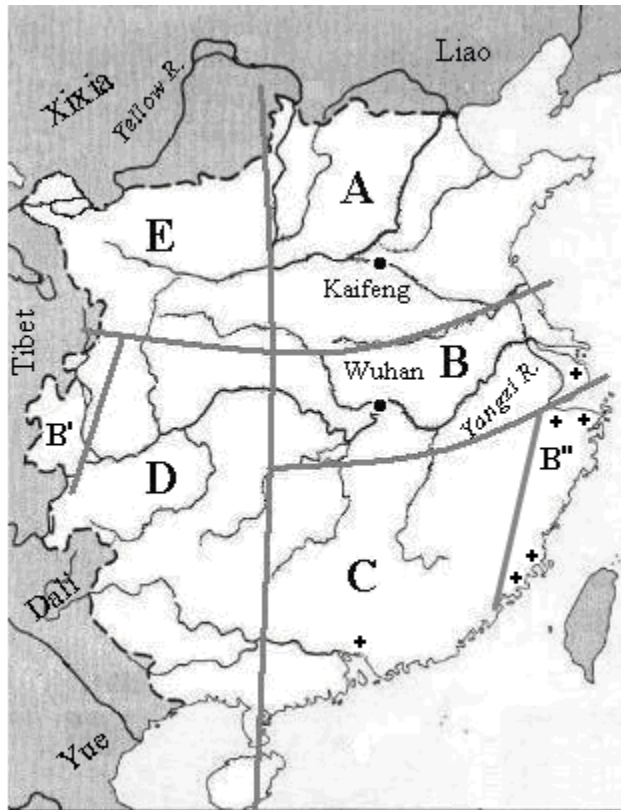 Liao
Xixia
Yellow R.
A
E
Kaifeng
Tibet
Wuhan
B
Yangzi R.
B'
B"
D
C
Dali
Yue